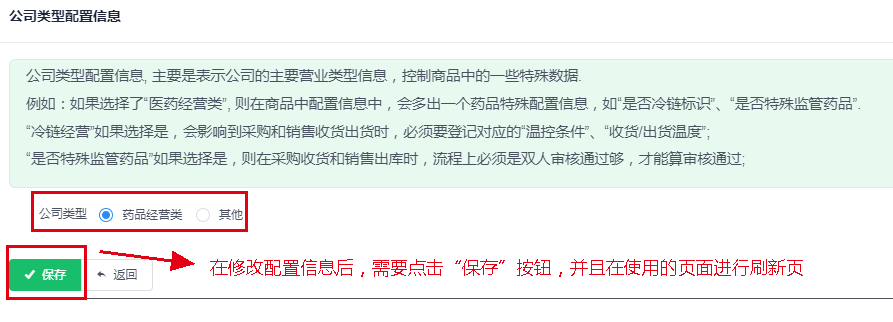 公司类型配置信息
公司类型配置信息, 主要是表示公司的主要营业类型信息，控制商品中的一些特殊数据.
例如：如果选择了“医药经营类”, 则在商品中配置信息中，会多出一个药品特殊配置信息，如“是否冷链标识”、“是否特殊监管药品”.
“冷链经营”如果选择是，会影响到采购和销售收货出货时，必须要登记对应的“温控条件”、“收货/出货温度”;
“是否特殊监管药品”如果选择是，则在采购收货和销售出库时，流程上必须是双人审核通过够，才能算审核通过;
公司类型 药品经营类 其他
在修改配置信息后，需要点击“保存”按钮，并且在使用的页面进行刷新页
保存 返回